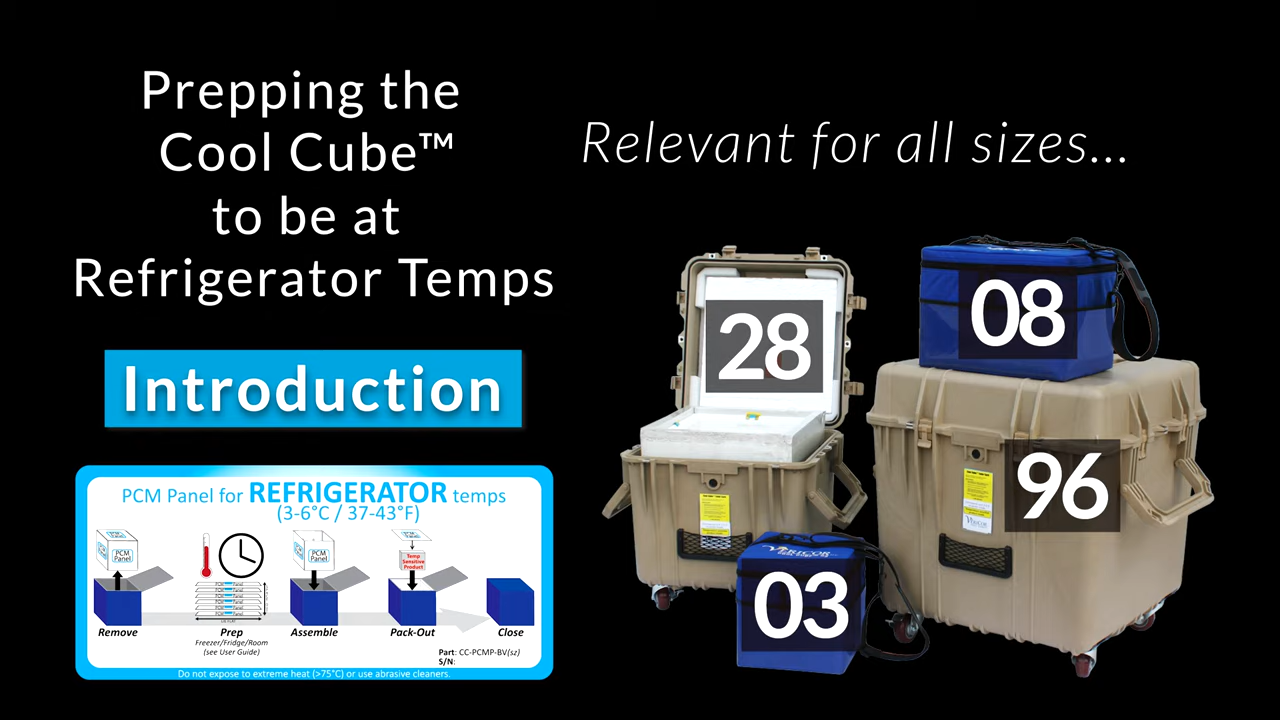 Prepping the
Cool Cube™
to be at
Refrigerator Temps
Introduction
Relevant for all sizes...
28
08
96
03
VERICOR
PCM Panel for REFRIGERATOR temps
(3-6°C / 37-43°F)
PCM
Panel
PCM
Panel
Temp
Sensitive
Product
Remove
Prep
Assemble
Pack-Out
Close
Freezer/Fridge/Room
(see User Guide)
Part: CC-PCMP-BV(sz)
S/N:
Do not expose to extreme heat (>75°C) or use abrasive cleaners.